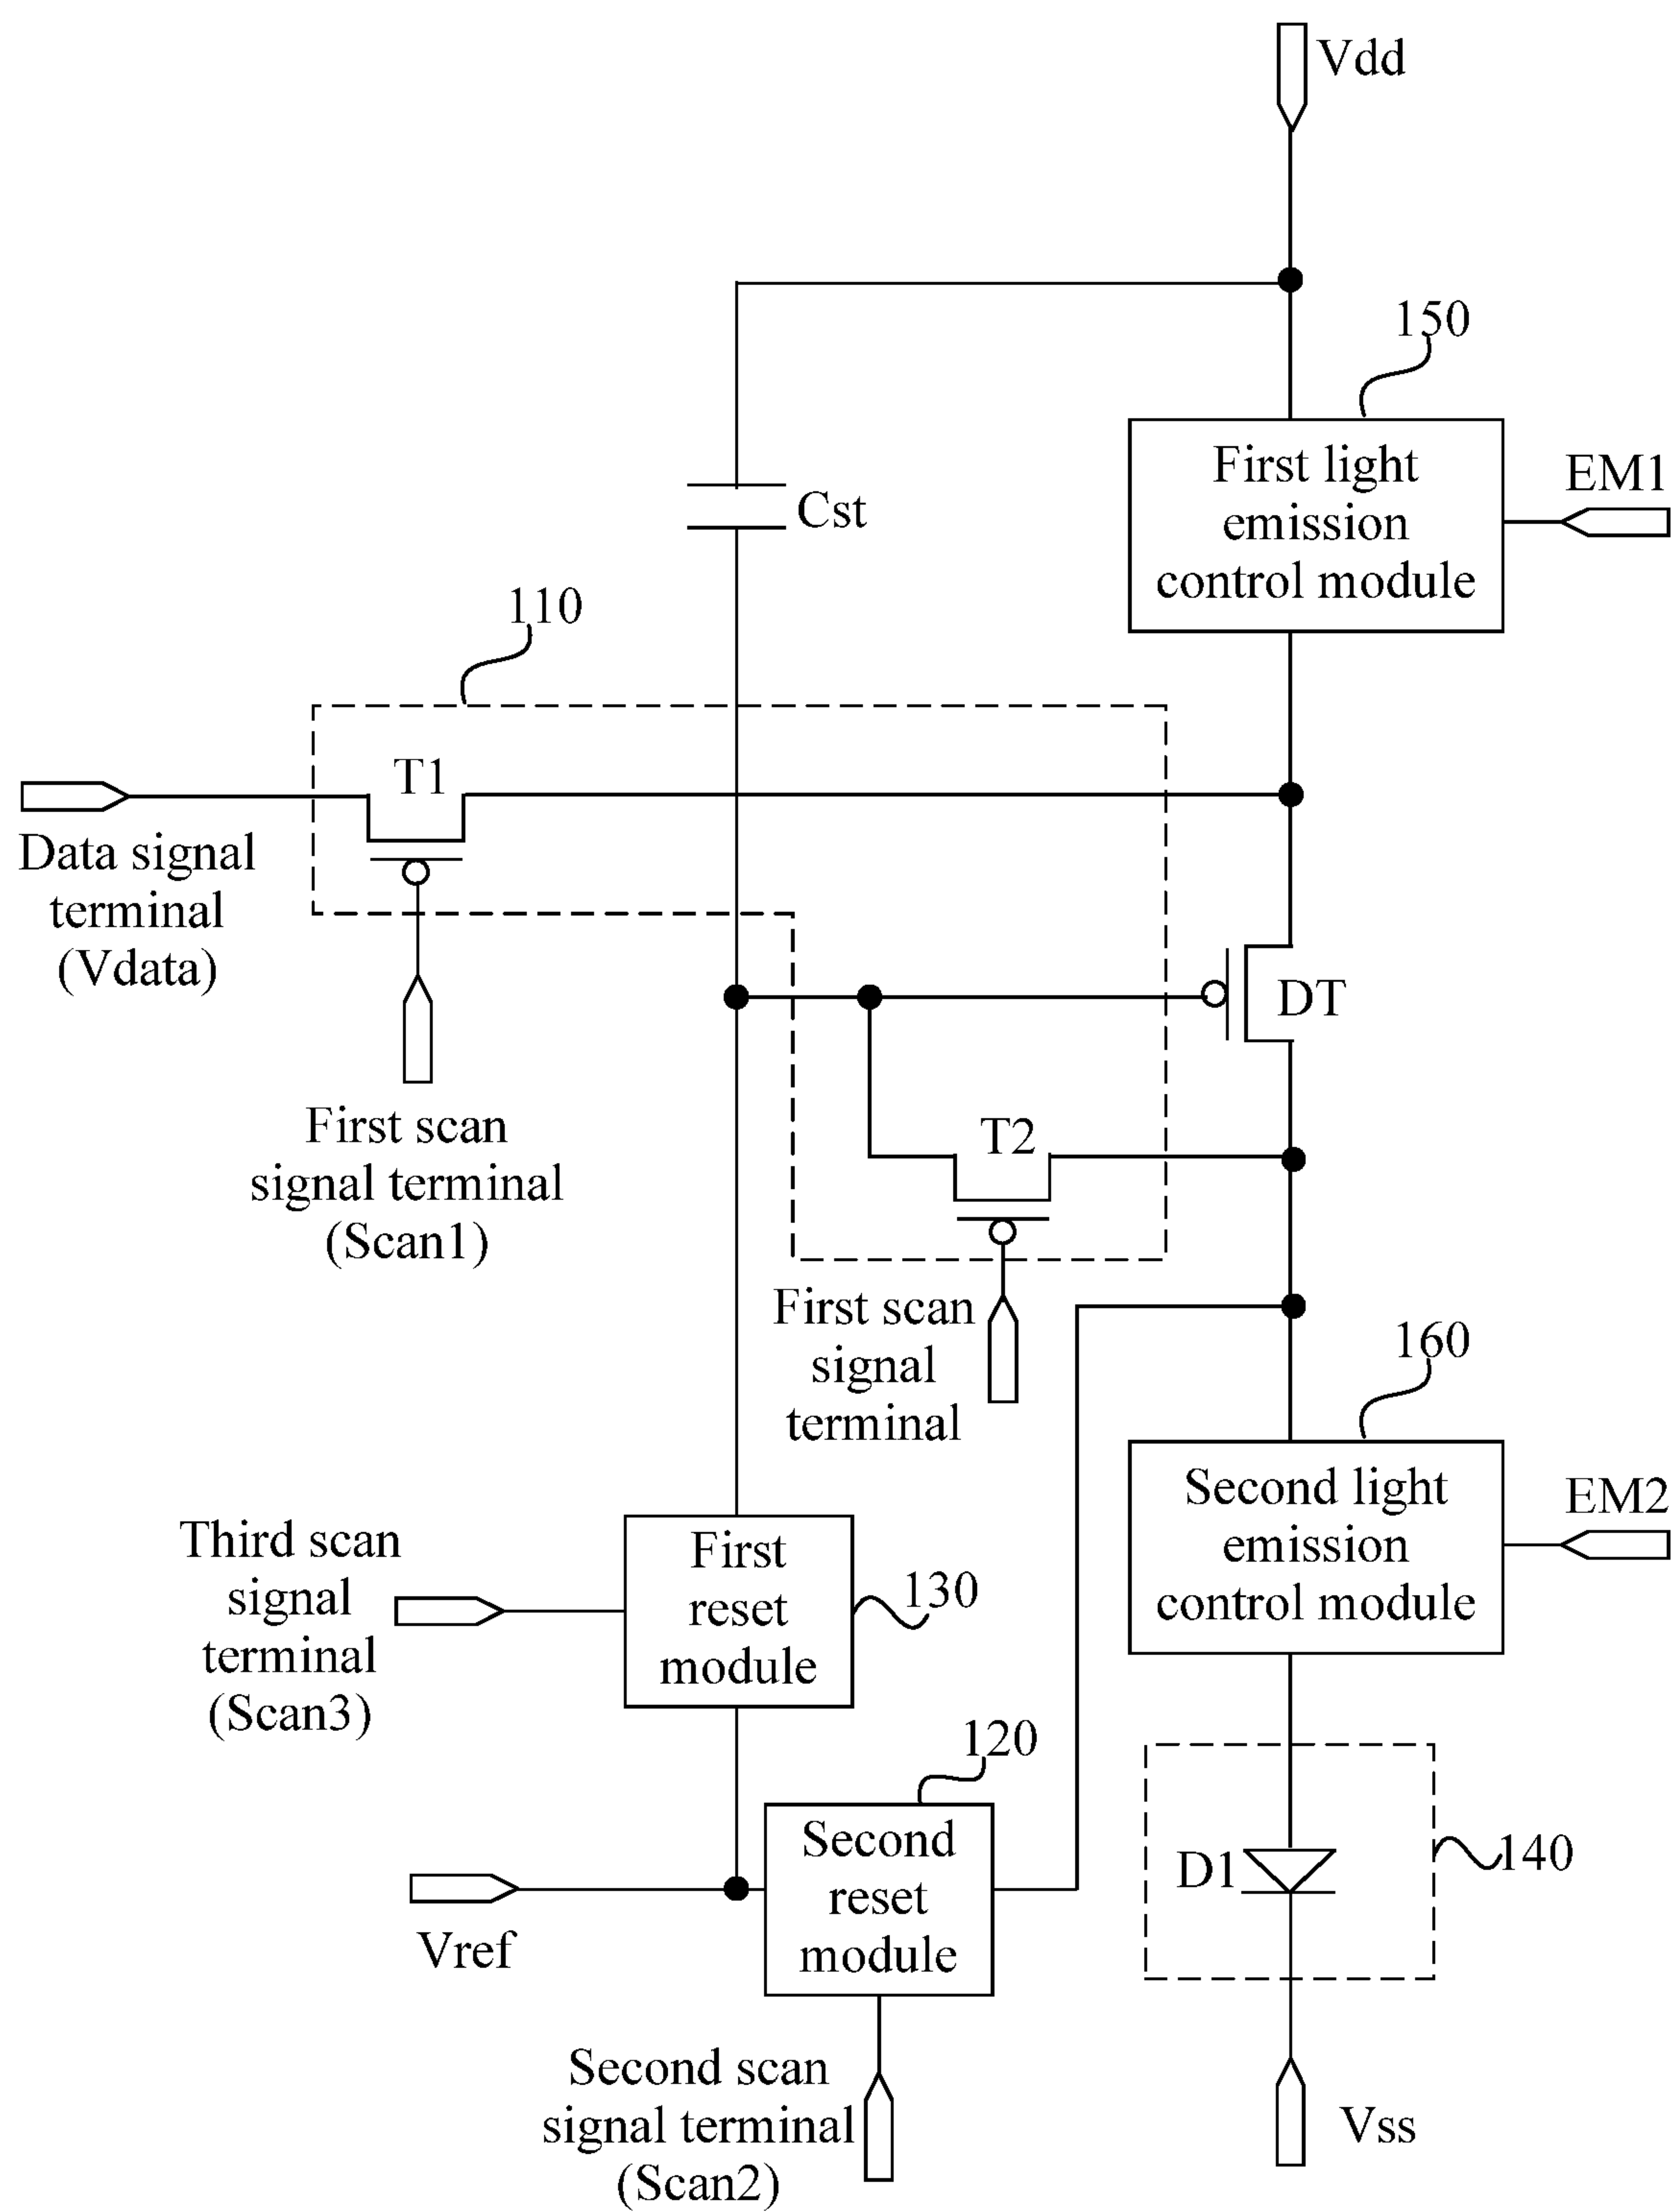 Vdd
150
First light
emission
control module
EM1
Cst
110
T1
Data signal
terminal
(Vdata)
DT
First scan
signal terminal
(Scan1)
T2
First scan
signal
terminal
160
Second light
emission
control module
EM2
Third scan
signal
terminal
(Scan3)
First
reset
module
130
120
Second
reset
module
D1
140
Vref
Second scan
signal terminal
(Scan2)
Vss